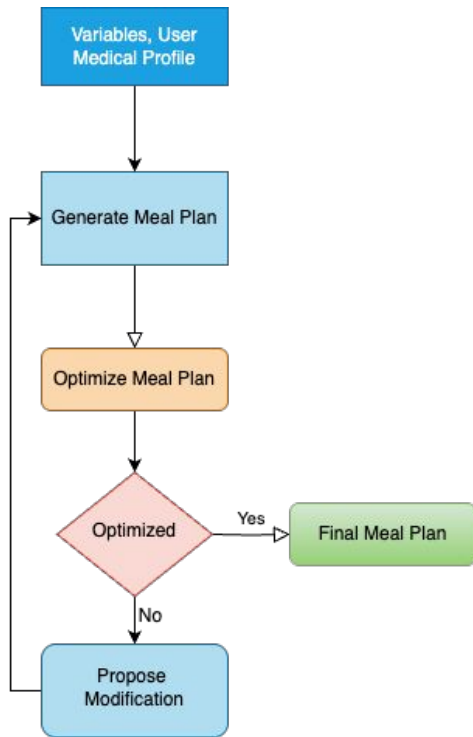 Variables, User
Medical Profile
Generate Meal Plan
Optimize Meal Plan
Optimized
Yes
Final Meal Plan
No
Propose
Modification